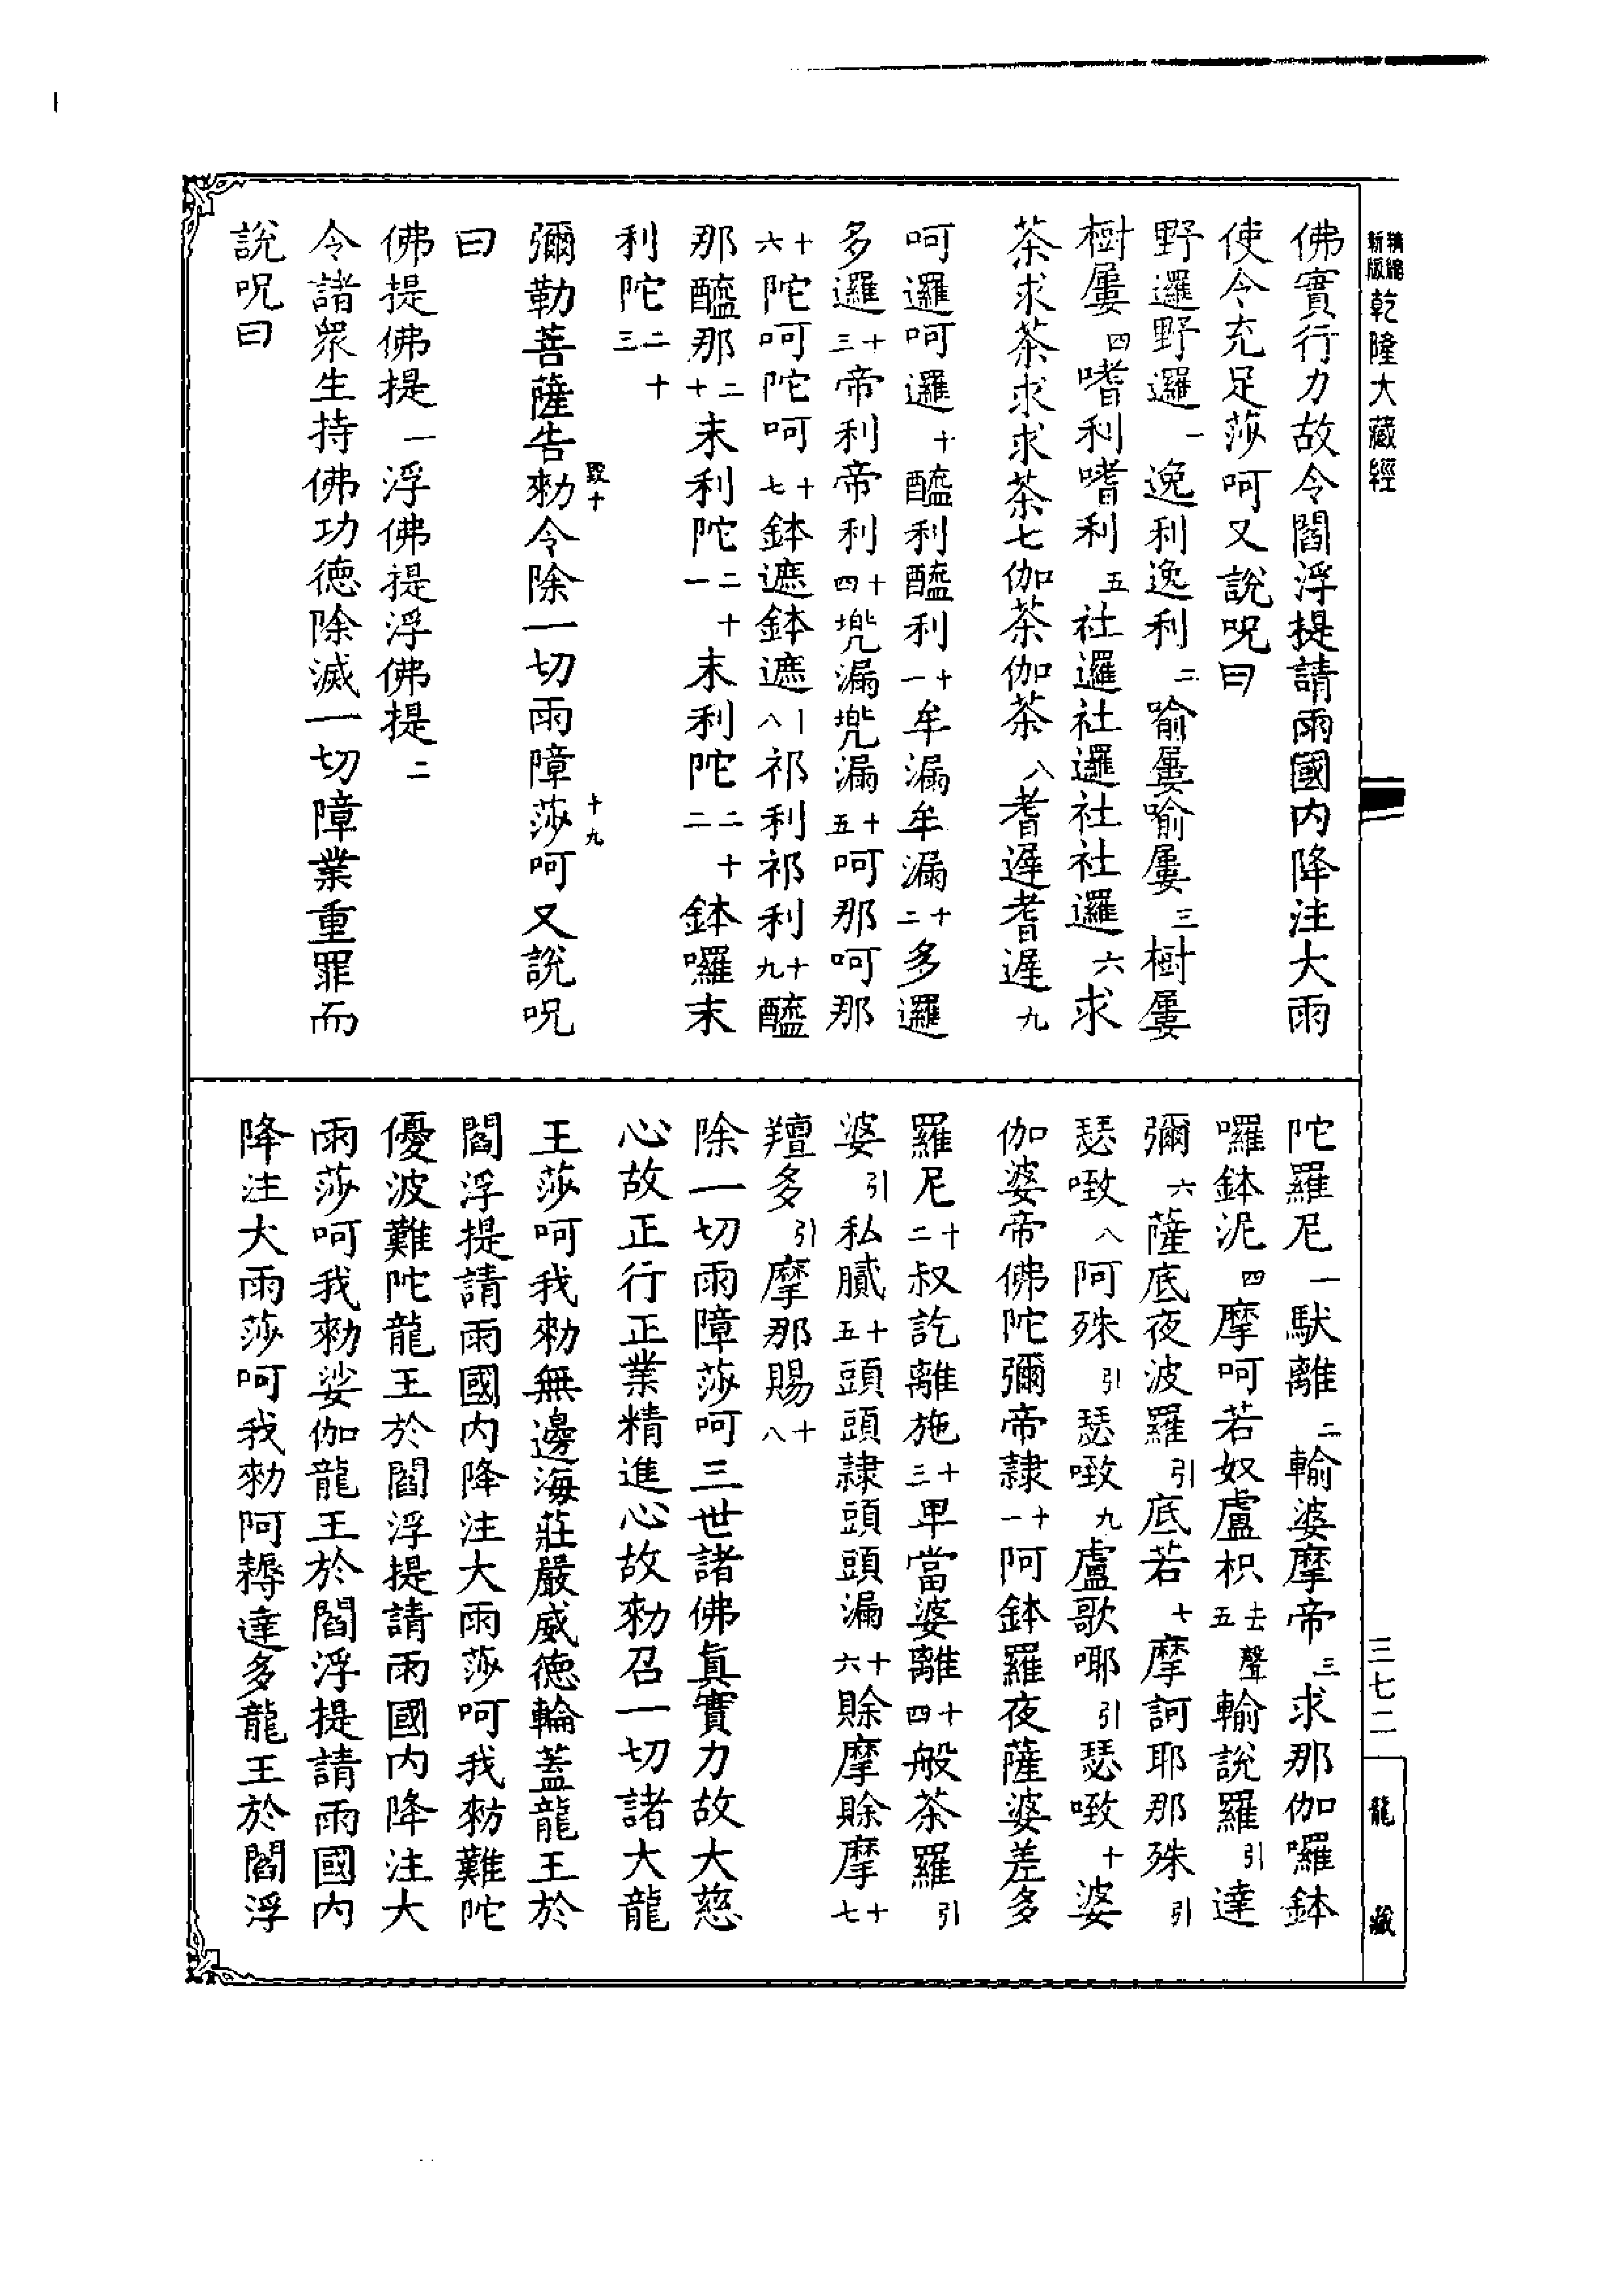 精縮新版乾隆大藏經
佛實行力故令閻浮提請雨國內降注大雨
使令充足莎呵又說呪曰
野邏野邏一逸利逸利二喻屢喻屢三樹屢
樹屢四嗜利嗜利五社邏社邏社社邏六求
茶求茶求求茶七伽茶伽茶八耆遲耆遲九
呵邏呵邏十醯利醯利十一牟漏牟漏十二多邏
多邏十三帝利帝利十四兠漏兠漏十五呵那呵那
十六陀呵陀呵十七鉢遮鉢遮十八祁利祁利十九醯
那醯那二十末利陀二十一末利陀二十二鉢囉末
利陀二十三
毀十
十九
彌勒菩薩告勑令除一切雨障莎呵又說呪
曰
佛提佛提一浮佛提浮佛提二
令諸衆生持佛功德除滅一切障業重罪而
說呪曰
陀羅尼一馱離二輸婆摩帝三求那伽囉鉢
囉鉢泥四摩呵若奴盧枳去聲五輸說羅引達
彌六薩底夜波羅引底若七摩訶耶那殊引
瑟㗌八阿殊引瑟㗌九盧歌㖿引瑟㗌十婆
伽婆帝佛陀彌帝隸十一阿鉢羅夜薩婆差多
羅尼十二叔訖離施十三早當婆離十四般茶羅引
婆引私膩十五頭頭隸頭頭漏十六賖摩賖摩十七
羶多引摩那賜十八
除一切雨障莎呵三世諸佛眞實力故大慈
心故正行正業精進心故勑召一切諸大龍
王莎呵我勑無邊海莊嚴威德輪蓋龍王於
閻浮提請雨國內降注大雨莎呵我勑難陀
優波難陀龍王於閻浮提請雨國內降注大
雨莎呵我勑娑伽龍王於閻浮提請雨國內
降注大雨莎呵我勑阿耨達多龍王於閻浮
三七二
龍藏